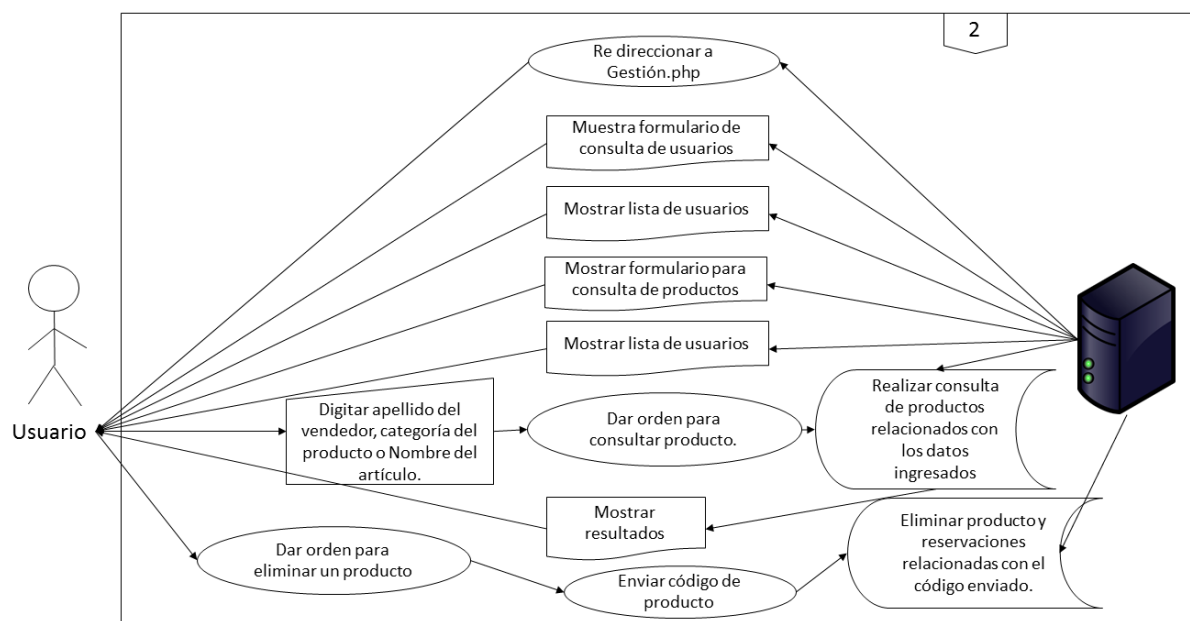 2
Re direccionar a
Gestión.php
Muestra formulario de
consulta de usuarios
Mostrar lista de usuarios
Mostrar formulario para
consulta de productos
Mostrar lista de usuarios
Usuario
Digitar apellido del
vendedor, categoría del
producto o Nombre del
artículo.
Dar orden para
consultar producto.
Realizar consulta
de productos
relacionados con
los datos
ingresados
Mostrar
resultados
Dar orden para
eliminar un producto
Enviar código de
producto
Eliminar producto y
reservaciones
relacionadas con el
código enviado.